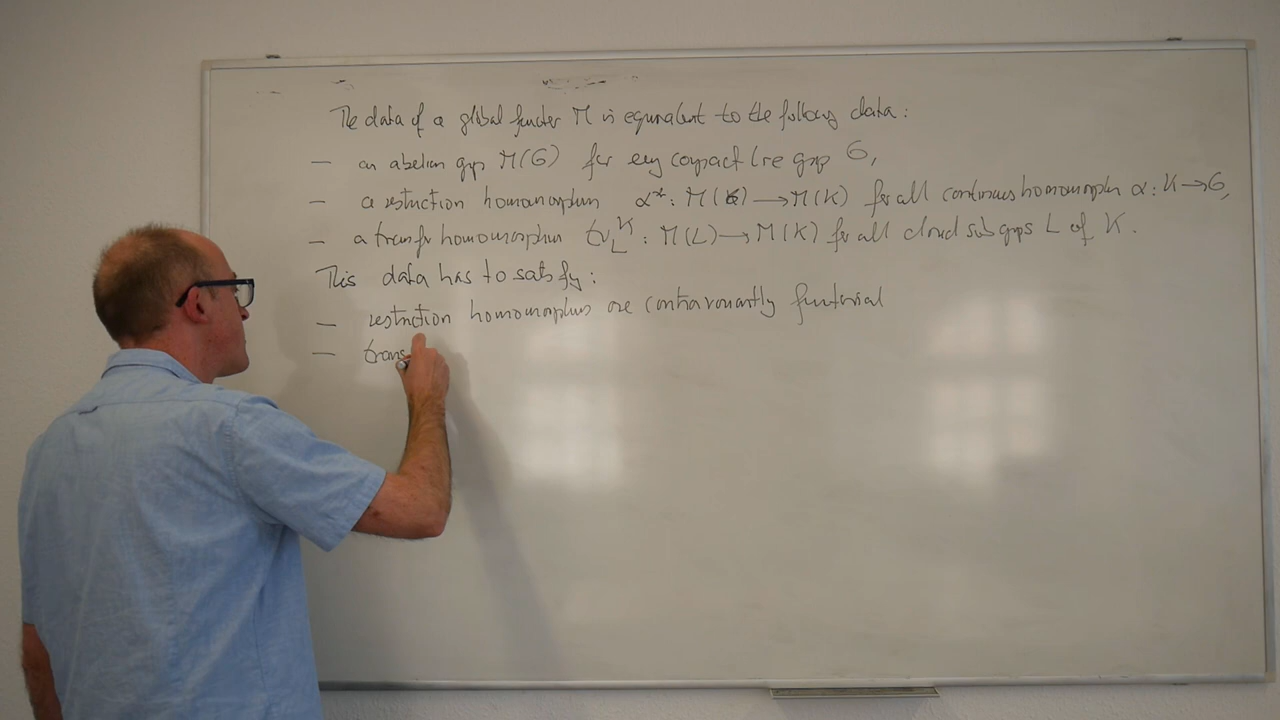 The data of a global functor M is equivalent to the following data:
– an abelian grp M(G) for every compact Lie group G,
– a restriction homomorphism α*: M(G) → M(K) for all continuous homomorphism α: K → G,
– a transfer homomorphism tr_L^K: M(L) → M(K) for all closed subgroups L of K.
This data has to satisfy:
– restriction homomorphisms are contravariantly functorial
– trans